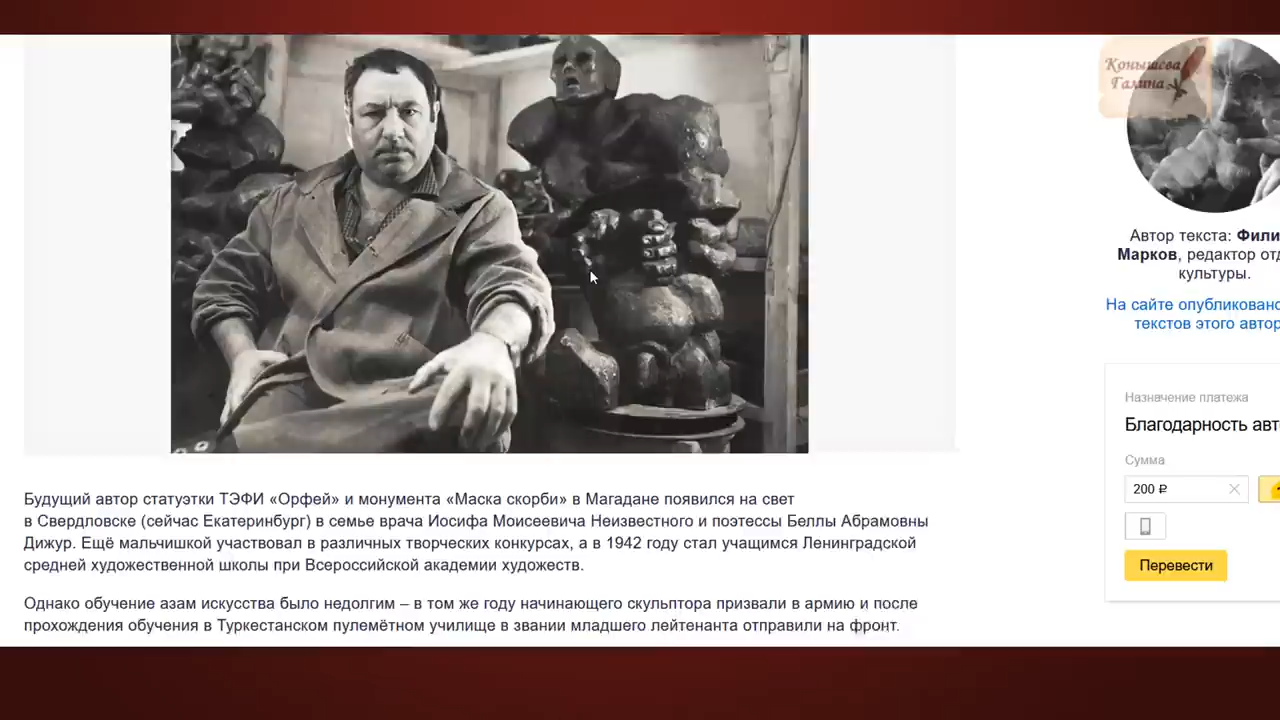 Конышева
Галина
Автор текста: Фили
Марков, редактор отд
культуры.
На сайте опубликовано
текстов этого автор
Назначение платежа
Благодарность авт
Сумма
200 ₽
Перевести
Будущий автор статуэтки ТЭФИ «Орфей» и монумента «Маска скорби» в Магадане появился на свет
в Свердловске (сейчас Екатеринбург) в семье врача Иосифа Моисеевича Неизвестного и поэтессы Беллы Абрамовны
Дижур. Ещё мальчишкой участвовал в различных творческих конкурсах, а в 1942 году стал учащимся Ленинградской
средней художественной школы при Всероссийской академии художеств.
Однако обучение азам искусства было недолгим – в том же году начинающего скульптора призвали в армию и после
прохождения обучения в Туркестанском пулемётном училище в звании младшего лейтенанта отправили на фронт.